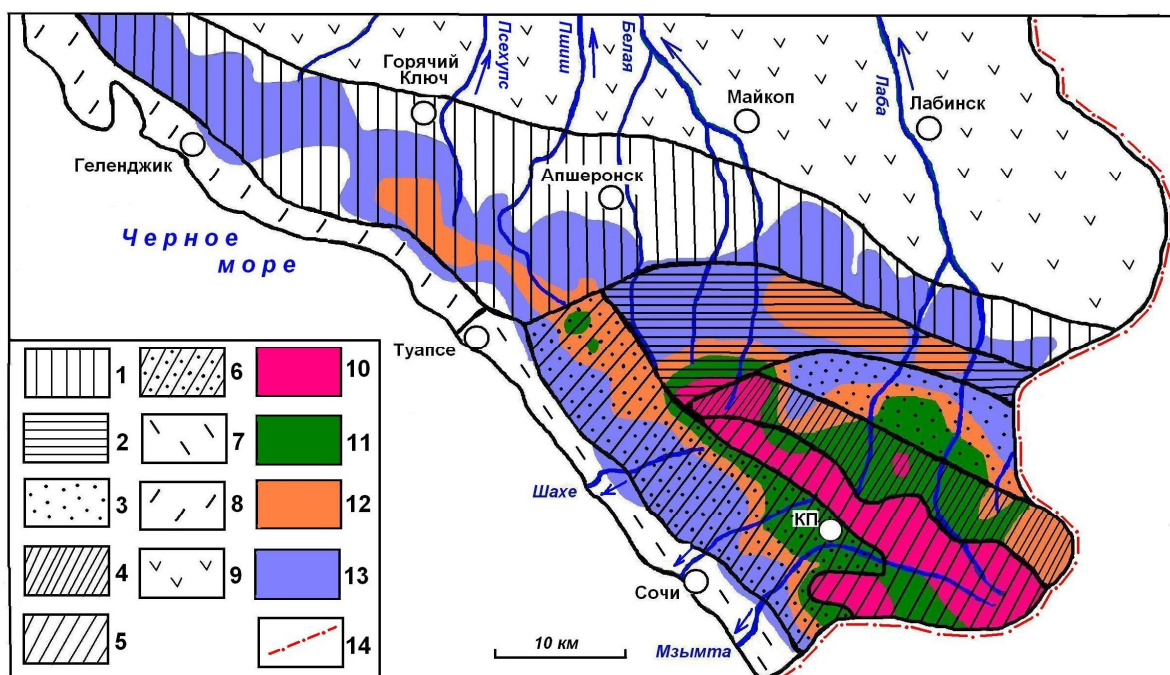 Псехупс
Пшиш
Белая
Горячий
Ключ
Майкоп
Лаба
Лабинск
Геленджик
Апшеронск
Черное
море
Туапсе
Шахе
КП
Сочи
Мзымта
10 км
1
2
3
4
5
6
7
8
9
10
11
12
13
14